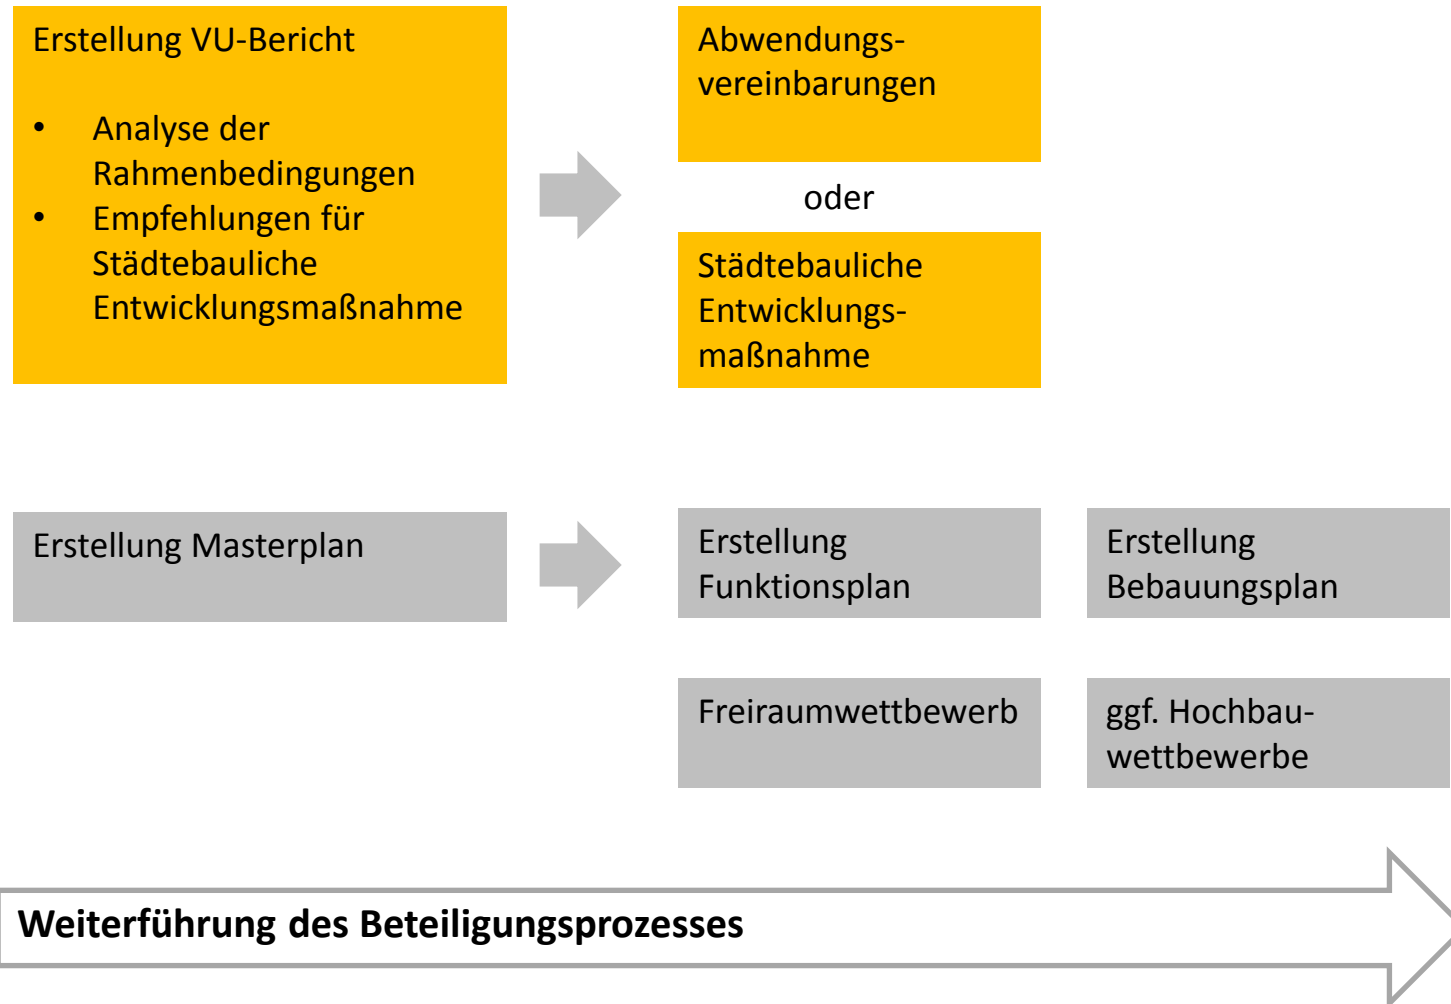 Erstellung VU-Bericht
• Analyse der
Rahmenbedingungen
• Empfehlungen für
Städtebauliche
Entwicklungsmaßnahme
Abwendungs-
vereinbarungen
oder
Städtebauliche
Entwicklungs-
maßnahme
Erstellung Masterplan
Erstellung
Funktionsplan
Erstellung
Bebauungsplan
Freiraumwettbewerb
ggf. Hochbau-
wettbewerbe
Weiterführung des Beteiligungsprozesses